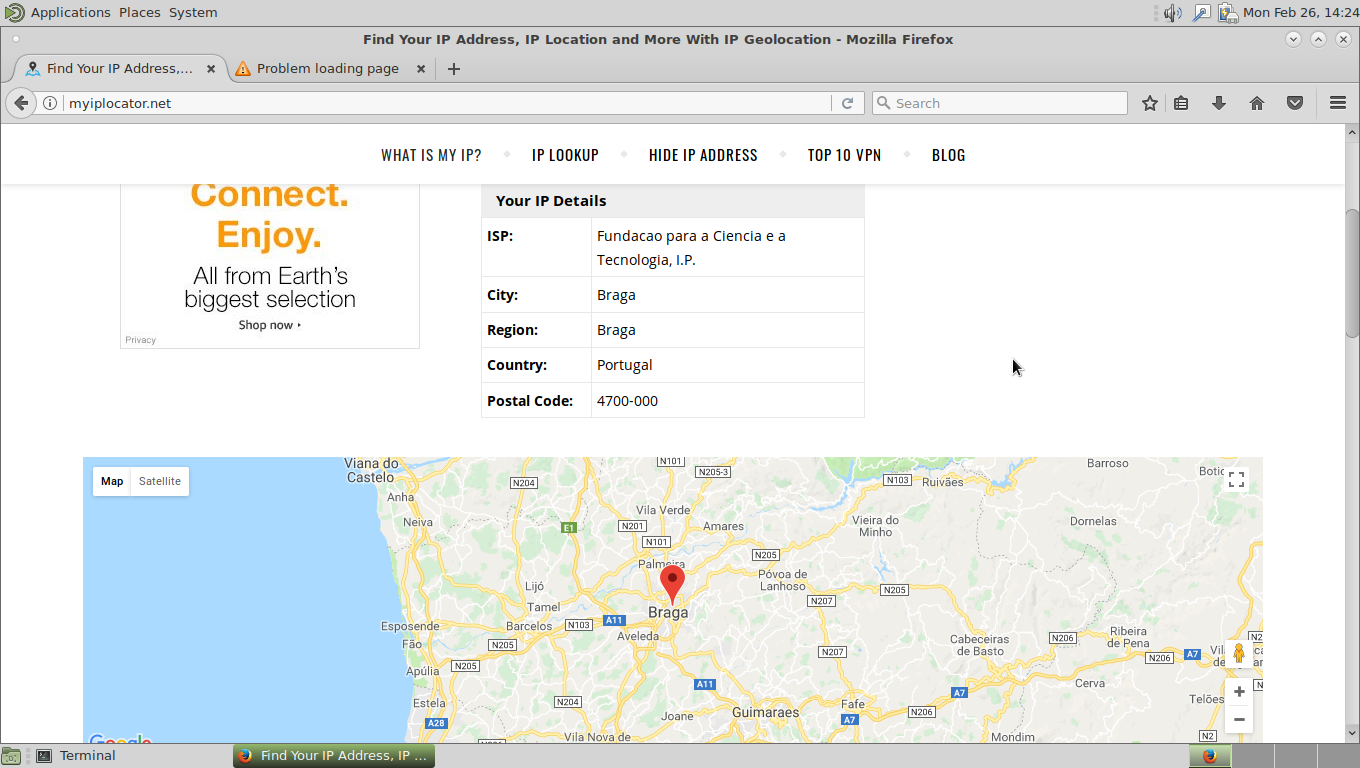 Applications Places System
Mon Feb 26, 14:24
Find Your IP Address, IP Location and More With IP Geolocation - Mozilla Firefox
Find Your IP Address,...
Problem loading page
myiplocator.net
Search
WHAT IS MY IP?
IP LOOKUP
HIDE IP ADDRESS
TOP 10 VPN
BLOG
Connect.
Enjoy.
All from Earth's
biggest selection
Shop now
Privacy
Your IP Details
ISP: Fundacao para a Ciencia e a
Tecnologia, I.P.
City: Braga
Region: Braga
Country: Portugal
Postal Code: 4700-000
Map Satellite
Viana do
Castelo
N101
N205-3
Barroso
N204
N103
Ruivães
Anha
Vila Verde
Neiva
E1
N201
Amares
Vieira do
Minho
Dornelas
N101
N205
Palmeira
Lijó
Póvoa de
Lanhoso
N205
N207
Tamel
Braga
Esposende
Barcelos
N103
A11
Ribeira
de Pena
Fão
N205
Aveleda
Cabeceiras
de Basto
N206
N207
N206
A7
N205
Apúlia
A11
A7
Cerva
Estela
N204
Telões
Joane
Guimarães
Fafe
N206
A28
A7
Vila Nova de
Mondim
N2
Google
Terminal
Find Your IP Address, IP ...